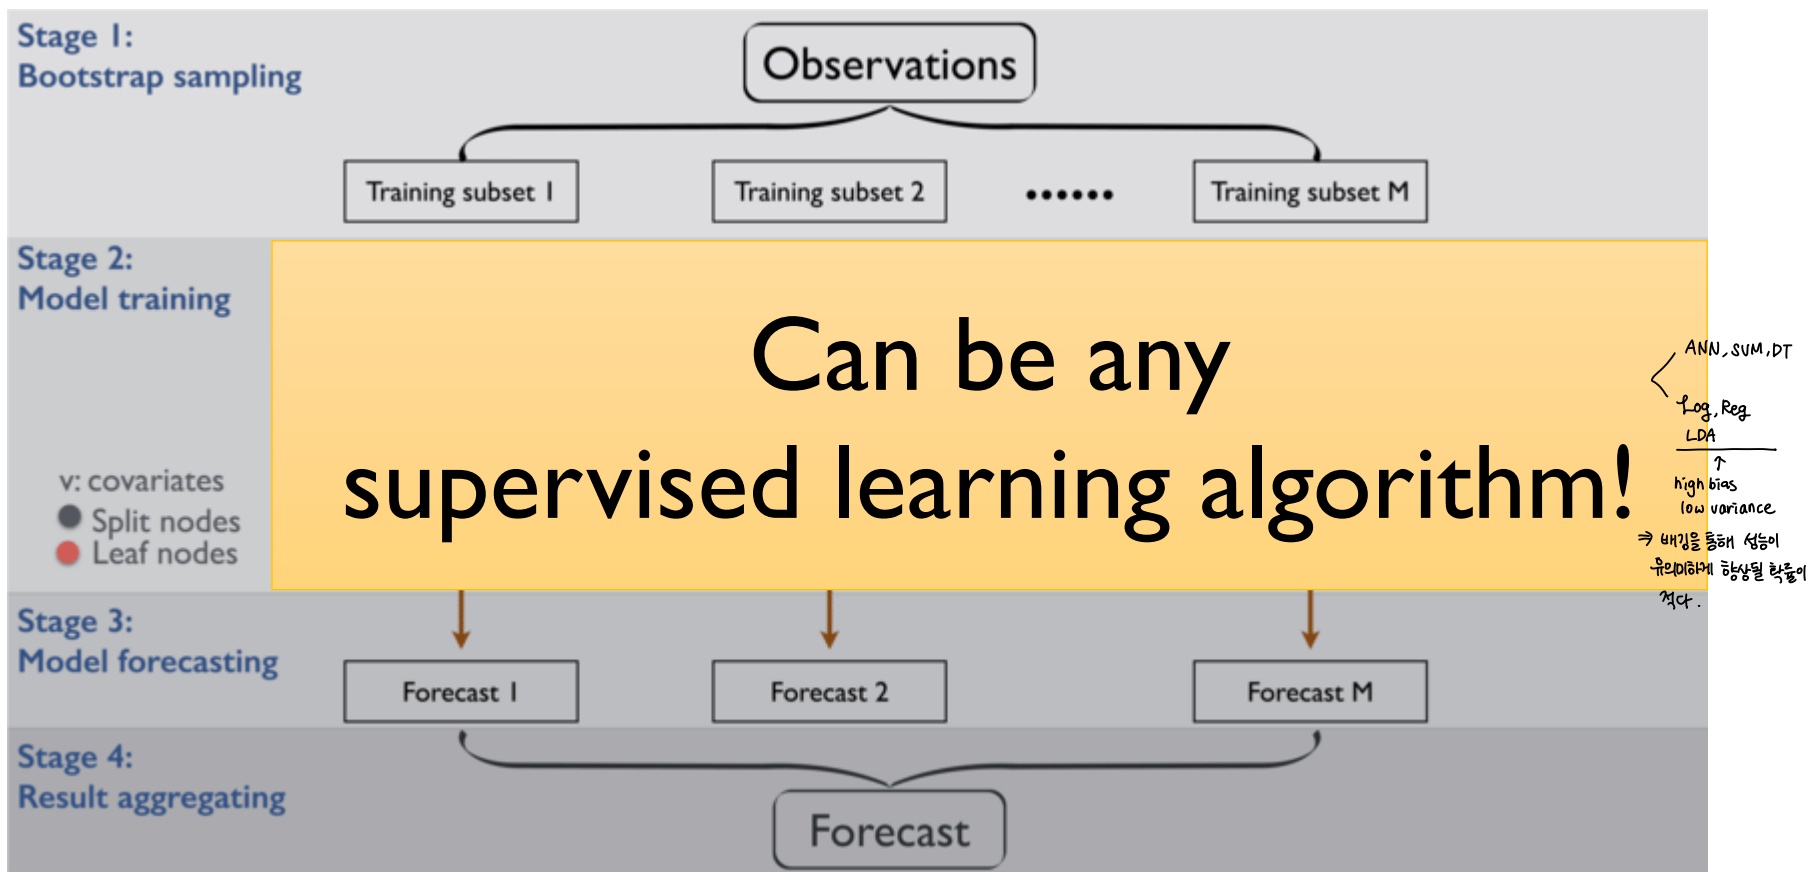 Stage 1:
Bootstrap sampling
Observations
Training subset 1
Training subset 2
......
Training subset M
Stage 2:
Model training
Can be any
supervised learning algorithm!
v: covariates
Split nodes
Leaf nodes
ANN, SVM, DT
Log, Reg
LDA
↑
high bias
low variance
⇒ 배깅을 통해 성능이
유의미하게 향상될 확률이
적다.
Stage 3:
Model forecasting
Forecast 1
Forecast 2
Forecast M
Stage 4:
Result aggregating
Forecast